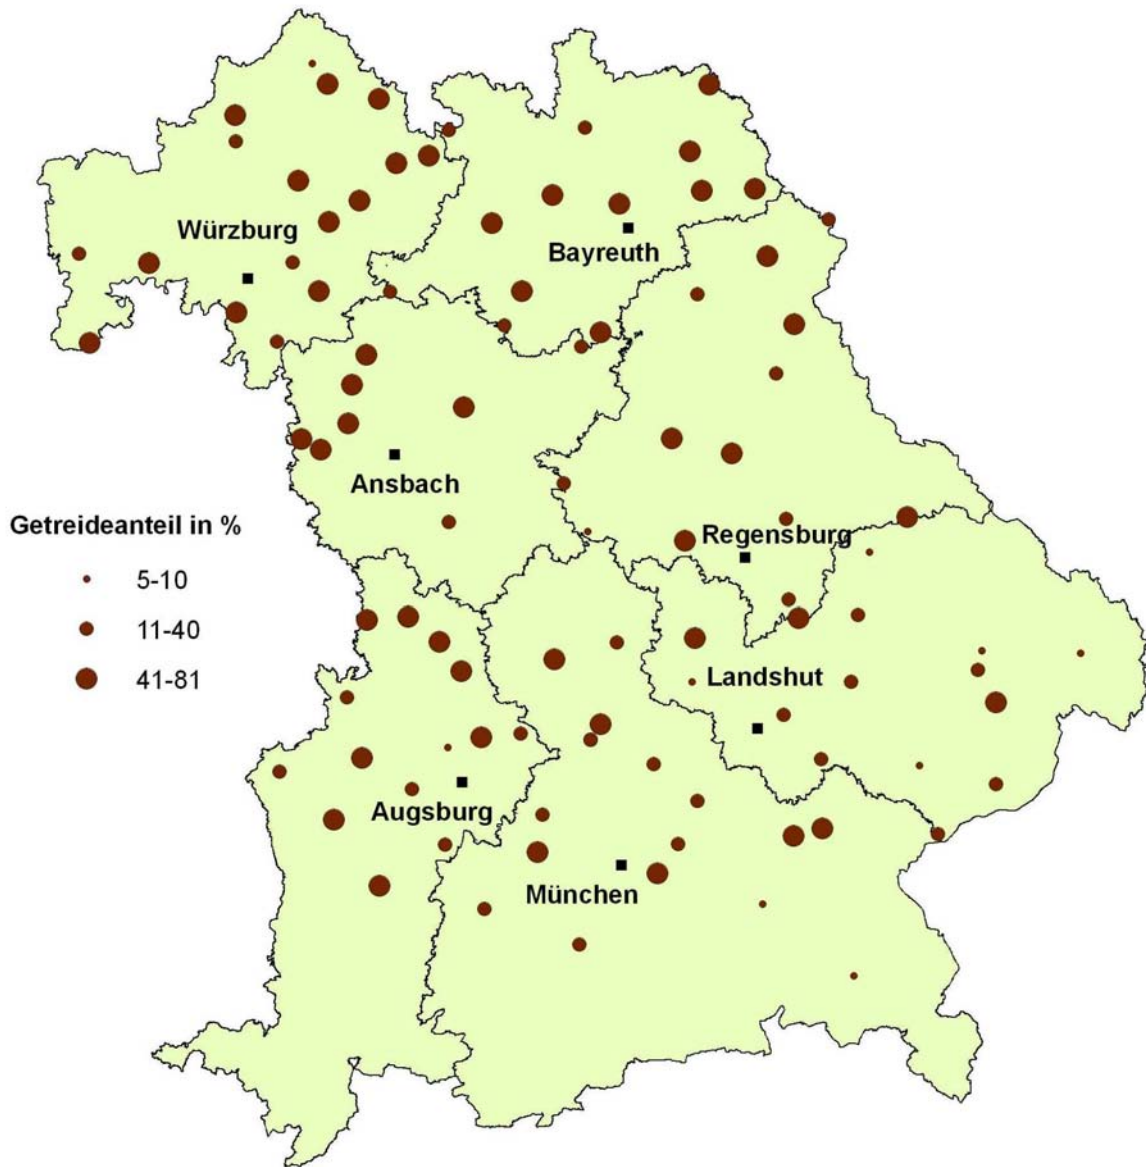 Würzburg
Bayreuth
Ansbach
Getreideanteil in %
Regensburg
5-10
11-40
41-81
Landshut
Augsburg
München